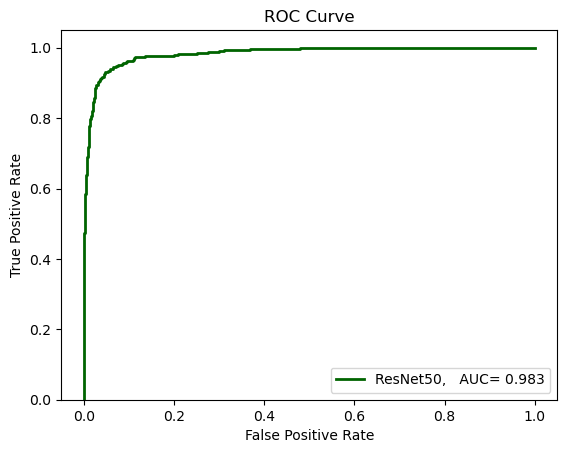 ROC Curve
True Positive Rate
1.0
0.8
0.6
0.4
0.2
0.0
ResNet50,   AUC= 0.983
0.0 0.2 0.4 0.6 0.8 1.0
False Positive Rate